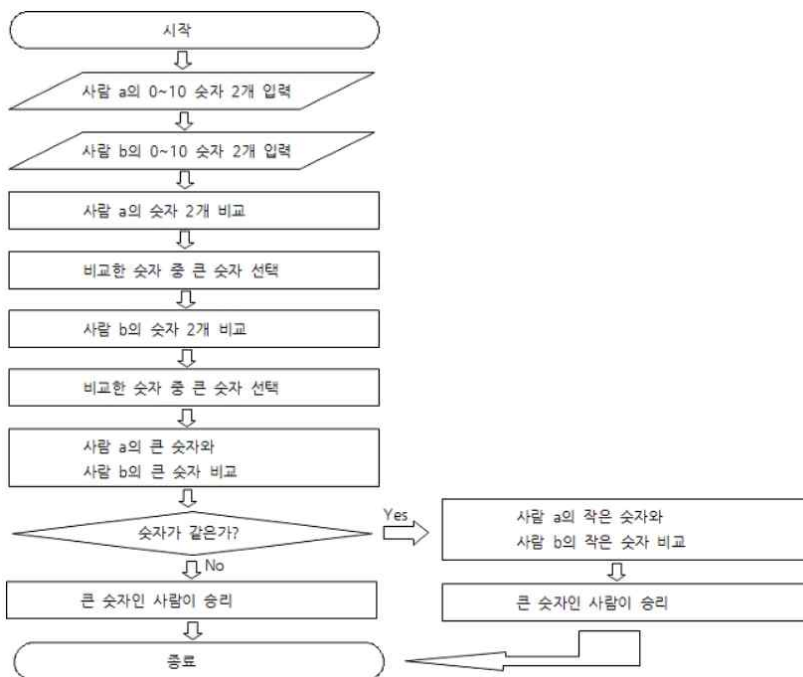 시작
사람 a의 0~10 숫자 2개 입력
사람 b의 0~10 숫자 2개 입력
사람 a의 숫자 2개 비교
비교한 숫자 중 큰 숫자 선택
사람 b의 숫자 2개 비교
비교한 숫자 중 큰 숫자 선택
사람 a의 큰 숫자와
사람 b의 큰 숫자 비교
숫자가 같은가?
Yes
사람 a의 작은 숫자와
사람 b의 작은 숫자 비교
No
큰 숫자인 사람이 승리
큰 숫자인 사람이 승리
종료